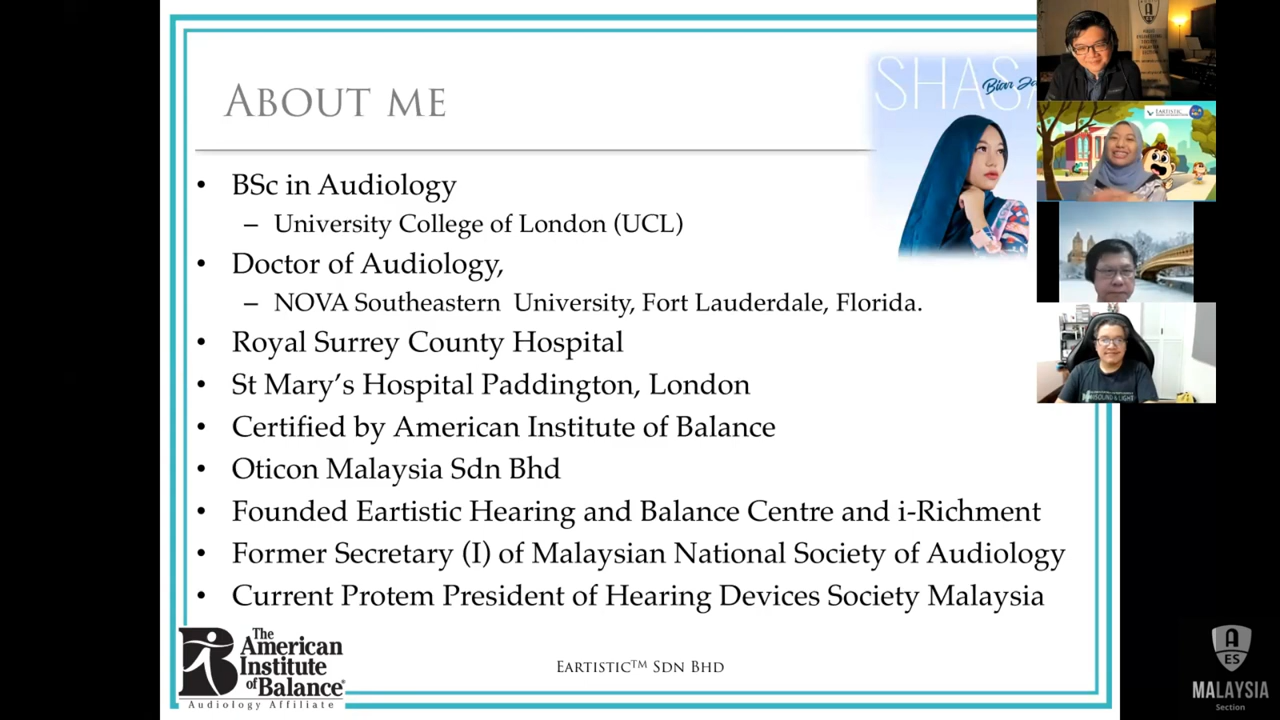 ABOUT ME
SHASA
• BSc in Audiology
– University College of London (UCL)
• Doctor of Audiology,
– NOVA Southeastern University, Fort Lauderdale, Florida.
• Royal Surrey County Hospital
• St Mary’s Hospital Paddington, London
• Certified by American Institute of Balance
• Oticon Malaysia Sdn Bhd
• Founded Eartistic Hearing and Balance Centre and i-Richment
• Former Secretary (I) of Malaysian National Society of Audiology
• Current Protem President of Hearing Devices Society Malaysia
The
American
Institute
of Balance
Audiology Affiliate
EARTISTIC™ SDN BHD
EARTISTIC
AES
MALAYSIA
Section